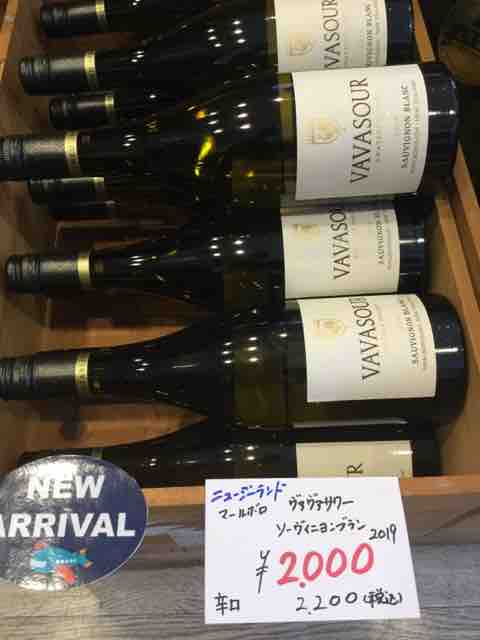 VAVASOUR
SAUVIGNON BLANC
VAVASOUR
SAUVIGNON BLANC
VAVASOUR
SAUVIGNON BLANC
VAVASOUR
SAUVIGNON BLANC
NEW
ARRIVAL
ニュージーランド
マールボロ ヴァヴァサワー
ソーヴィニヨンブラン 2019
¥2,000
辛口 2,200(税込)